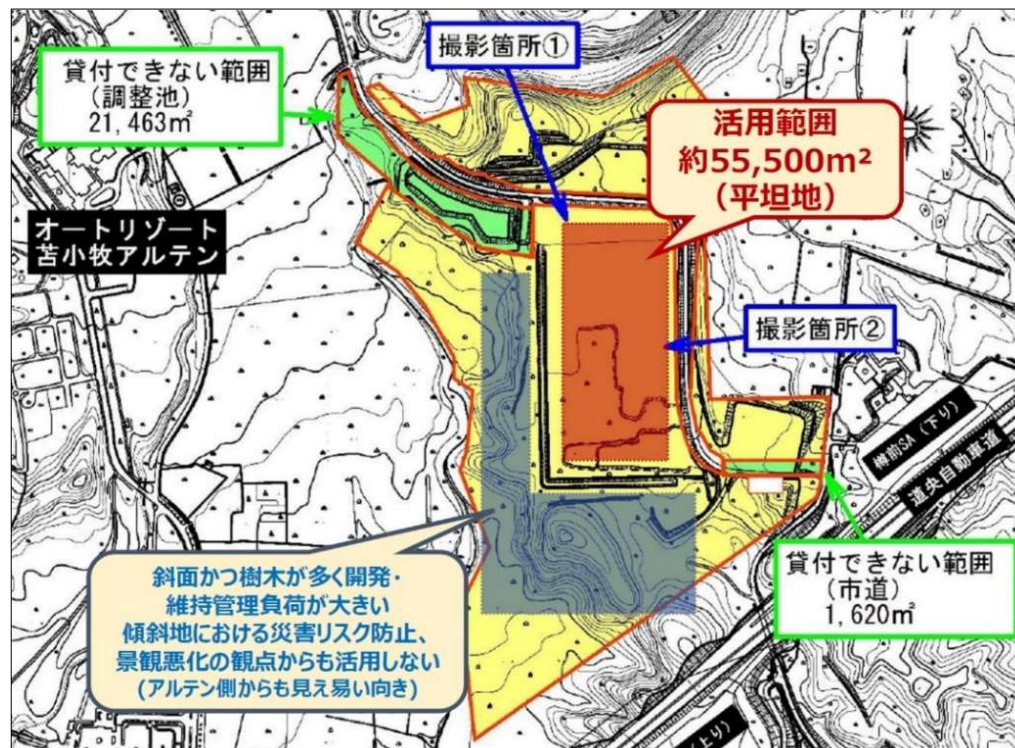 撮影箇所①
貸付できない範囲
(調整池)
21,463㎡
活用範囲
約55,500m²
(平坦地)
オートリゾート
苫小牧アルテン
撮影箇所②
樽前SA(下り)
道央自動車道
斜面かつ樹木が多く開発・
維持管理負荷が大きい
傾斜地における災害リスク防止、
景観悪化の観点からも活用しない
(アルテン側からも見え易い向き)
貸付できない範囲
(市道)
1,620㎡
(上り)